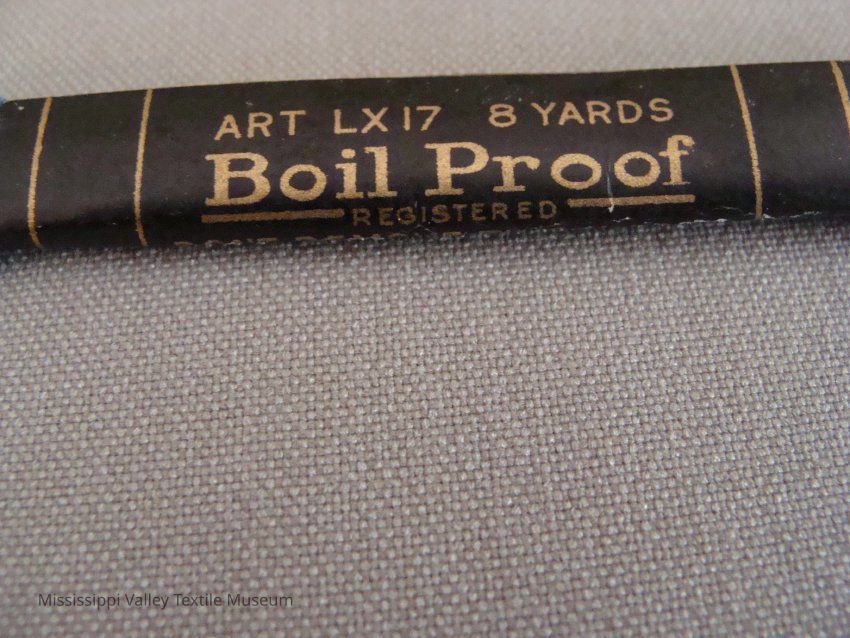 ART LX17 8 YARDS
Boil Proof
REGISTERED
Mississippi Valley Textile Museum